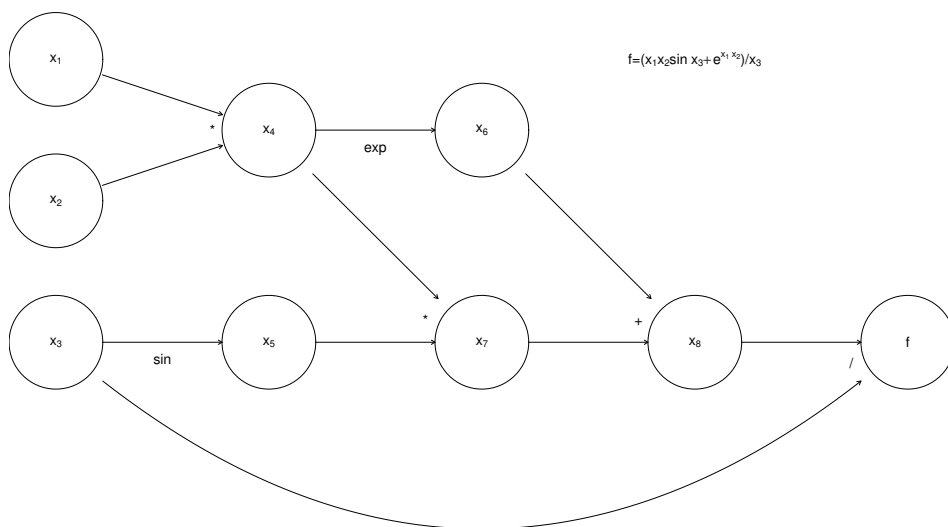 x₁
f=(x₁x₂sin x₃+e^{x₁ x₂})/x₃
x₄
x₆
*
exp
x₂
*
+
x₃
x₅
x₇
x₈
f
sin
/